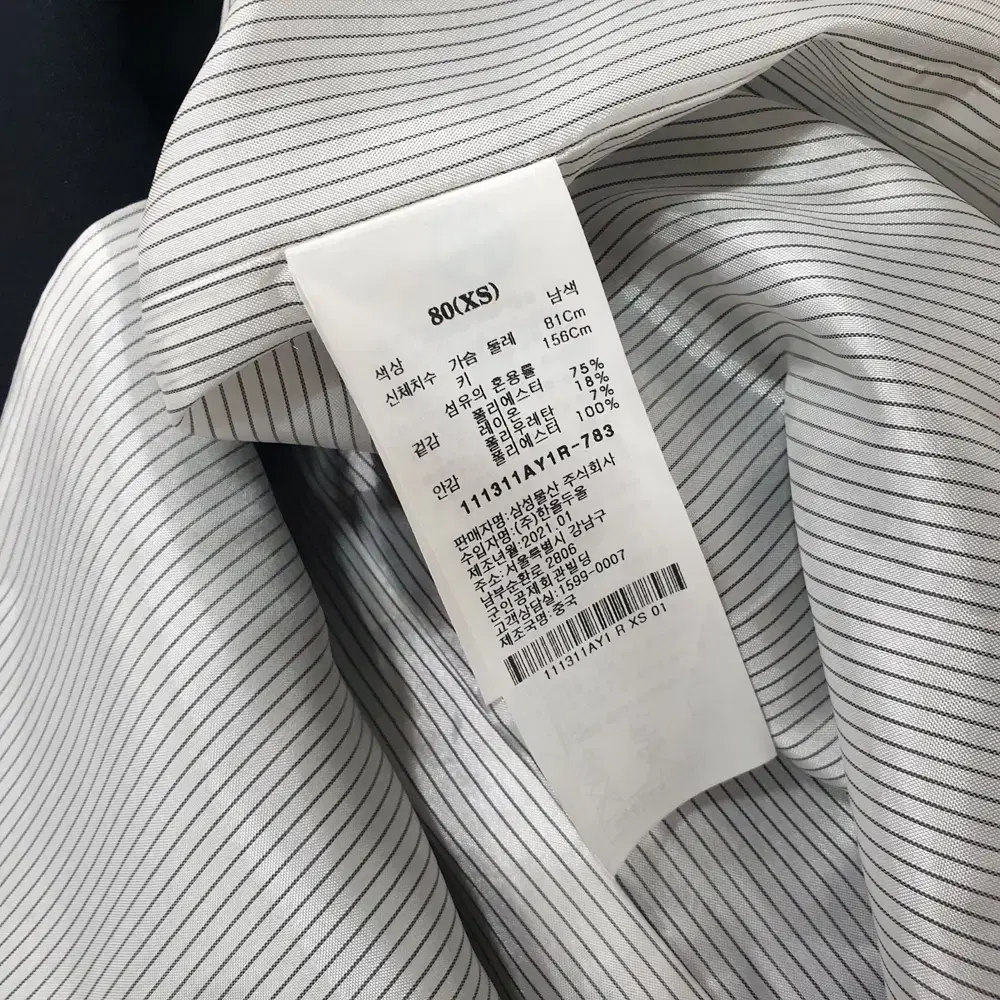 80(XS)
색상 남색
신체치수 가슴 둘레 81Cm
키 156Cm
섬유의 혼용률
겉감 폴리에스터 75%
레이온 18%
폴리우레탄 7%
안감 폴리에스터 100%
111311AY1R-783
판매자명:삼성물산 주식회사
수입자명:(주)한올두올
제조년월:2021.01
주소:서울특별시 강남구
남부순환로 2806
군인공제회관빌딩
고객상담실:1599-0007
제조국명:중국
111311AY1 R XS 01